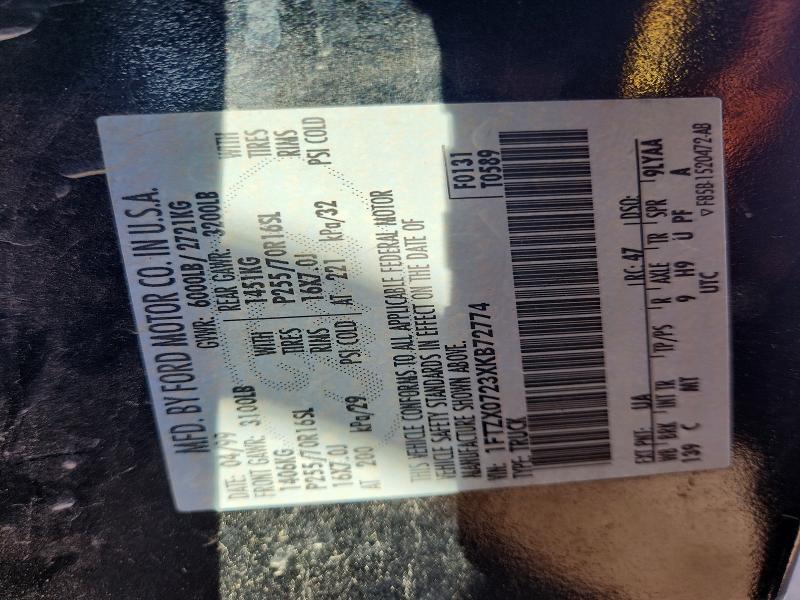 MFD. BY FORD MOTOR CO. IN U.S.A.
DATE: 04/99 GVWR: 6000LB/2721KG
FRONT GAWR: 3100LB REAR GAWR: 3200LB
1406KG WITH 1451KG WITH
P255/70R16SL TIRES P255/70R16SL TIRES
16X7.0J RIMS 16X7.0J RIMS
AT 200 kPa/29 PSI COLD AT 221 kPa/32 PSI COLD
THIS VEHICLE CONFORMS TO ALL APPLICABLE FEDERAL MOTOR
VEHICLE SAFETY STANDARDS IN EFFECT ON THE DATE OF
MANUFACTURE SHOWN ABOVE.
VIN: 1FTZX0723XKB72774
TYPE: TRUCK
F0131
T0589
EXT PNT: UA RC: 47 DSO:
WB BRK INT TR TP/PS R AXLE TR SPR 9LYAA
139 C MY 9 H9 U PF A
UTC ▽ F85B-1520472-AB